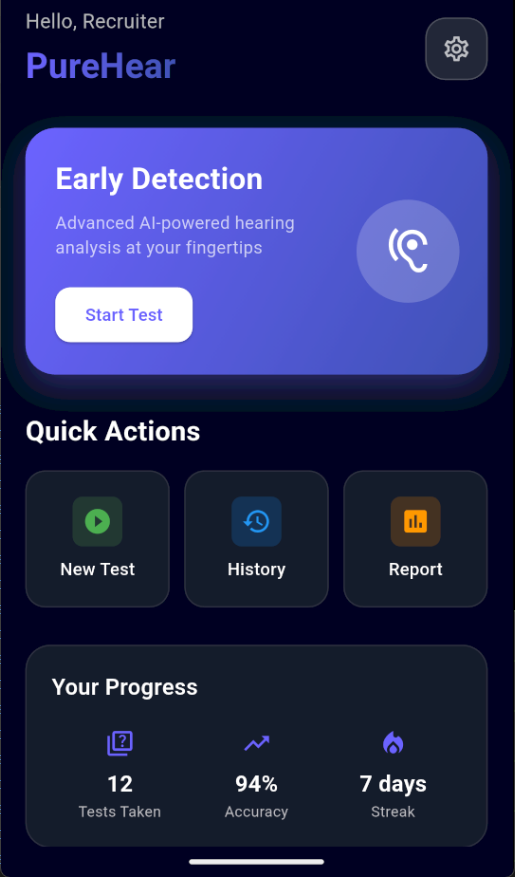 Hello, Recruiter
PureHear
Early Detection
Advanced AI-powered hearing
analysis at your fingertips
Start Test
Quick Actions
New Test
History
Report
Your Progress
12
94%
7 days
Tests Taken
Accuracy
Streak